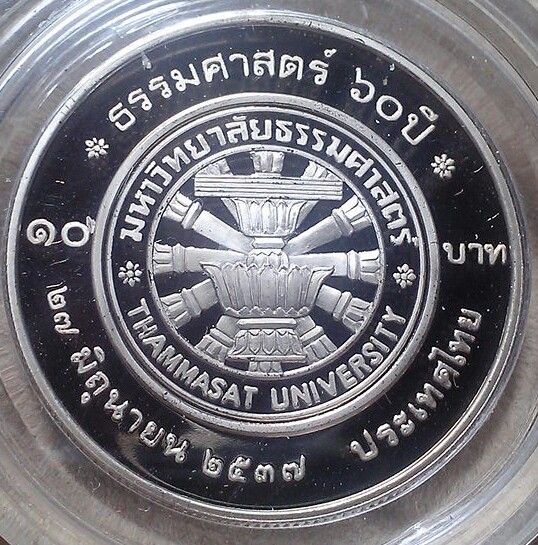 ธรรมศาสตร์ ๖๐ ปี
มหาวิทยาลัยธรรมศาสตร์
THAMMASAT UNIVERSITY
๑๐ บาท
๒๗ มิถุนายน ๒๕๓๗ ประเทศไทย